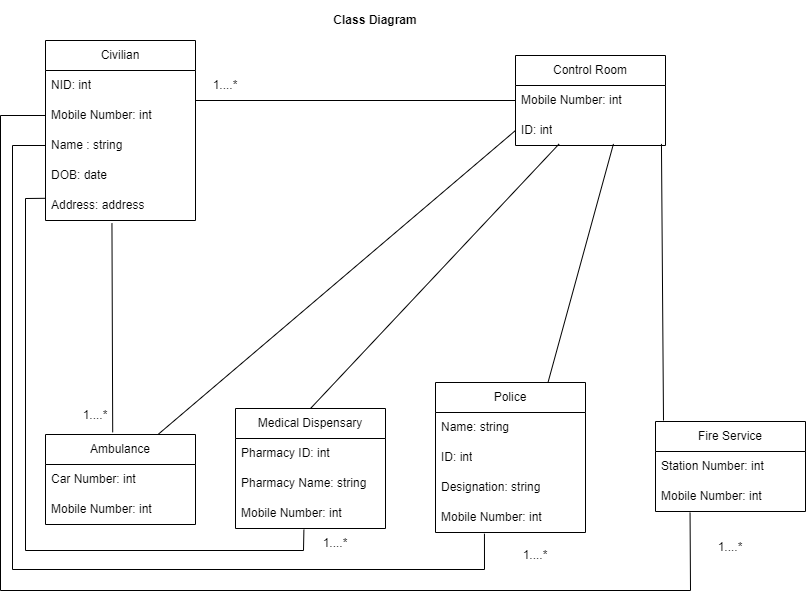 Class Diagram
Civilian
NID: int
Mobile Number: int
Name : string
DOB: date
Address: address
1....*
Control Room
Mobile Number: int
ID: int
1....*
Ambulance
Car Number: int
Mobile Number: int
Medical Dispensary
Pharmacy ID: int
Pharmacy Name: string
Mobile Number: int
1....*
Police
Name: string
ID: int
Designation: string
Mobile Number: int
1....*
Fire Service
Station Number: int
Mobile Number: int
1....*